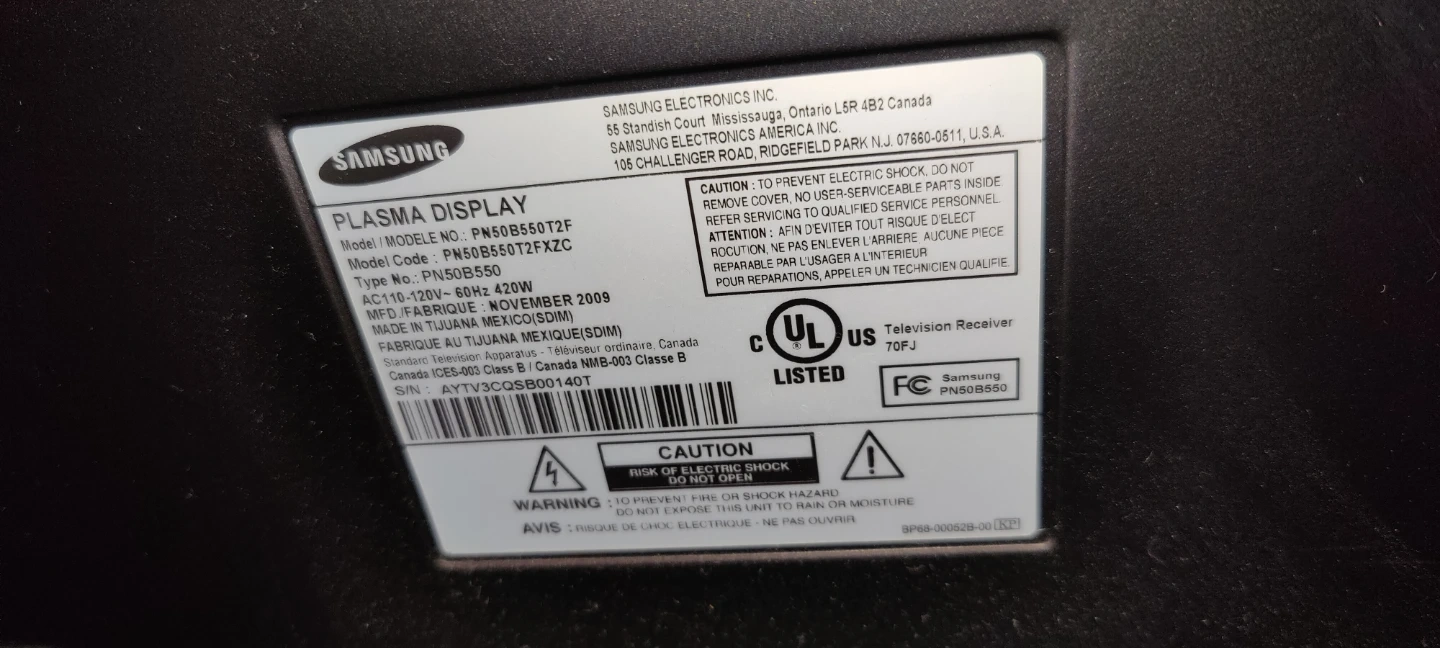 SAMSUNG
SAMSUNG ELECTRONICS INC.
55 Standish Court Mississauga, Ontario L5R 4B2 Canada
SAMSUNG ELECTRONICS AMERICA INC.
105 CHALLENGER ROAD, RIDGEFIELD PARK N.J. 07660-0511, U.S.A.
PLASMA DISPLAY
Model / MODELE NO.: PN50B550T2F
Model Code : PN50B550T2FXZC
Type No.: PN50B550
AC110-120V~ 60Hz 420W
MFD./FABRIQUE : NOVEMBER 2009
MADE IN TIJUANA MEXICO(SDIM)
FABRIQUE AU TIJUANA MEXIQUE(SDIM)
Standard Television Apparatus - Téléviseur ordinaire, Canada
Canada ICES-003 Class B / Canada NMB-003 Classe B
S/N : AYTV3CQSB00140T
CAUTION : TO PREVENT ELECTRIC SHOCK, DO NOT
REMOVE COVER, NO USER-SERVICEABLE PARTS INSIDE
REFER SERVICING TO QUALIFIED SERVICE PERSONNEL.
ATTENTION : AFIN D'EVITER TOUT RISQUE D'ELECT
ROCUTION, NE PAS ENLEVER L'ARRIERE, AUCUNE PIECE
REPARABLE PAR L'USAGER A L'INTERIEUR
POUR REPARATIONS, APPELER UN TECHNICIEN QUALIFIE.
C UL ® US
LISTED
Television Receiver
70FJ
FC Samsung
PN50B550
CAUTION
RISK OF ELECTRIC SHOCK
DO NOT OPEN
WARNING : TO PREVENT FIRE OR SHOCK HAZARD
DO NOT EXPOSE THIS UNIT TO RAIN OR MOISTURE
AVIS : RISQUE DE CHOC ELECTRIQUE - NE PAS OUVRIR
BP68-00052B-00 KP